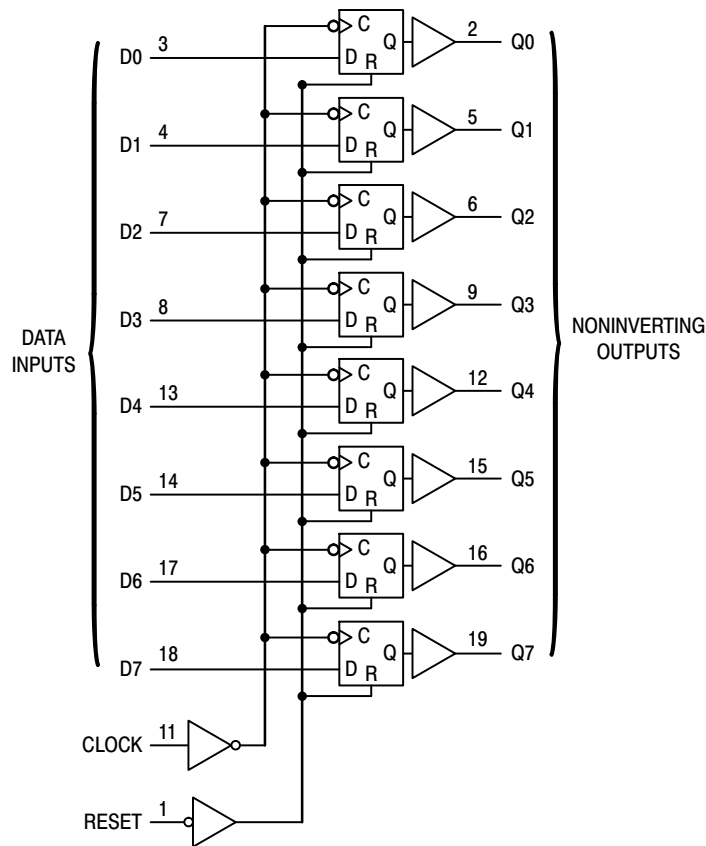 C Q 2 Q0
D0 3 D R
C Q 5 Q1
D1 4 D R
C Q 6 Q2
D2 7 D R
C Q 9 Q3
D3 8 D R
DATA
INPUTS
NONINVERTING
OUTPUTS
C Q 12 Q4
D4 13 D R
C Q 15 Q5
D5 14 D R
C Q 16 Q6
D6 17 D R
C Q 19 Q7
D7 18 D R
CLOCK 11
RESET 1